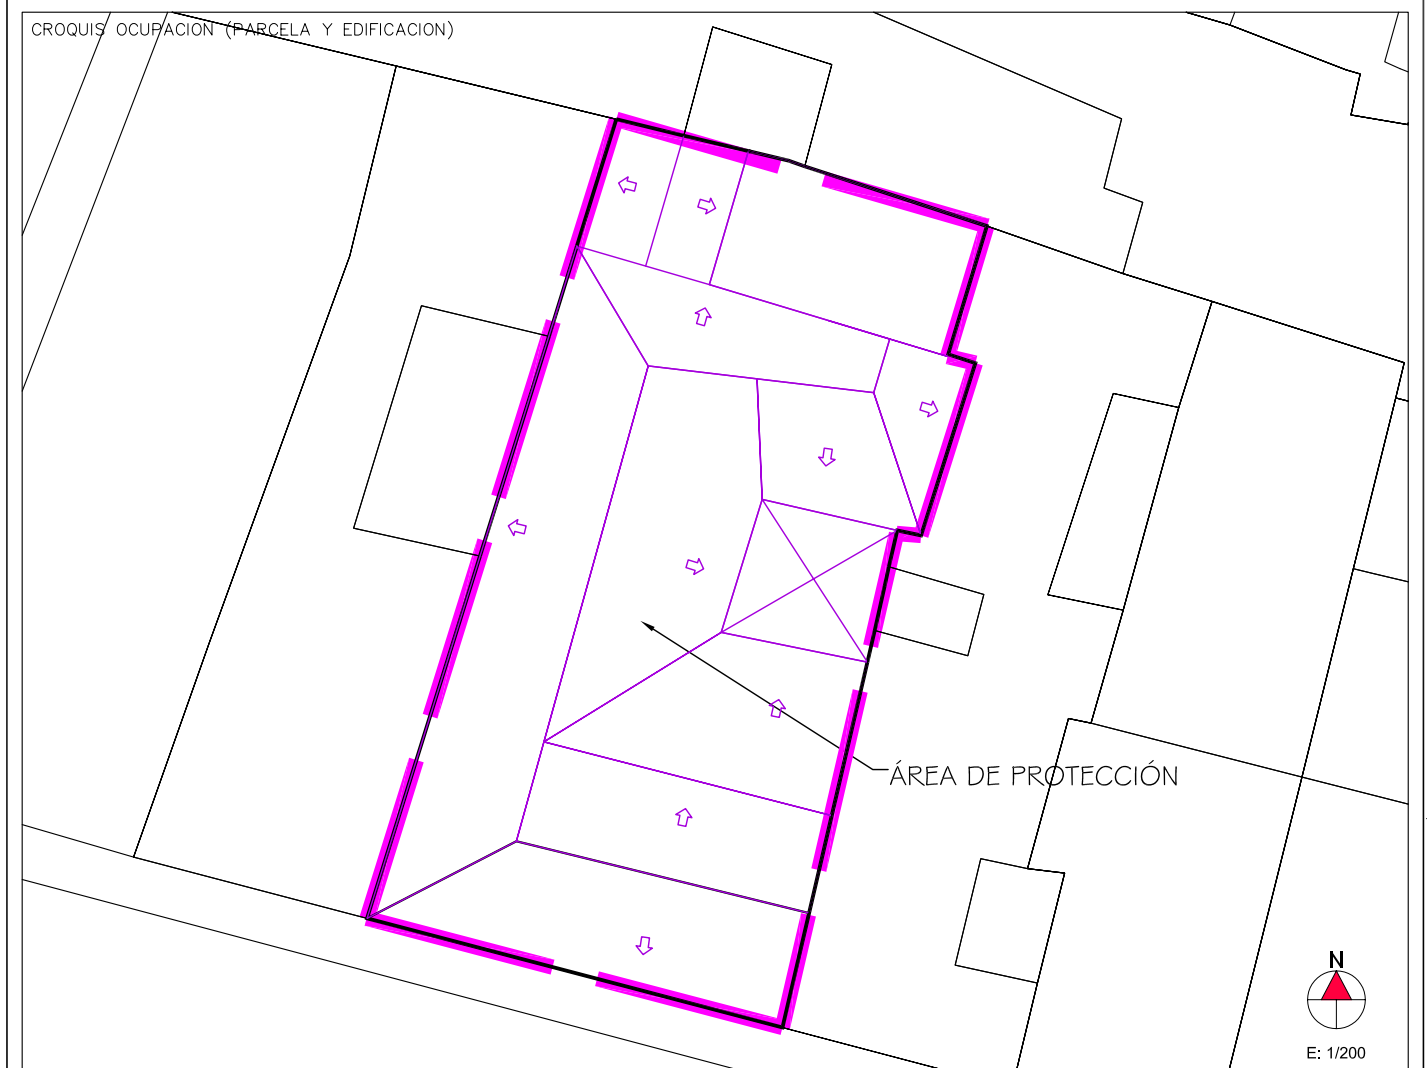 CROQUIS OCUPACION (PARCELA Y EDIFICACION)
ÁREA DE PROTECCIÓN
N
E: 1/200